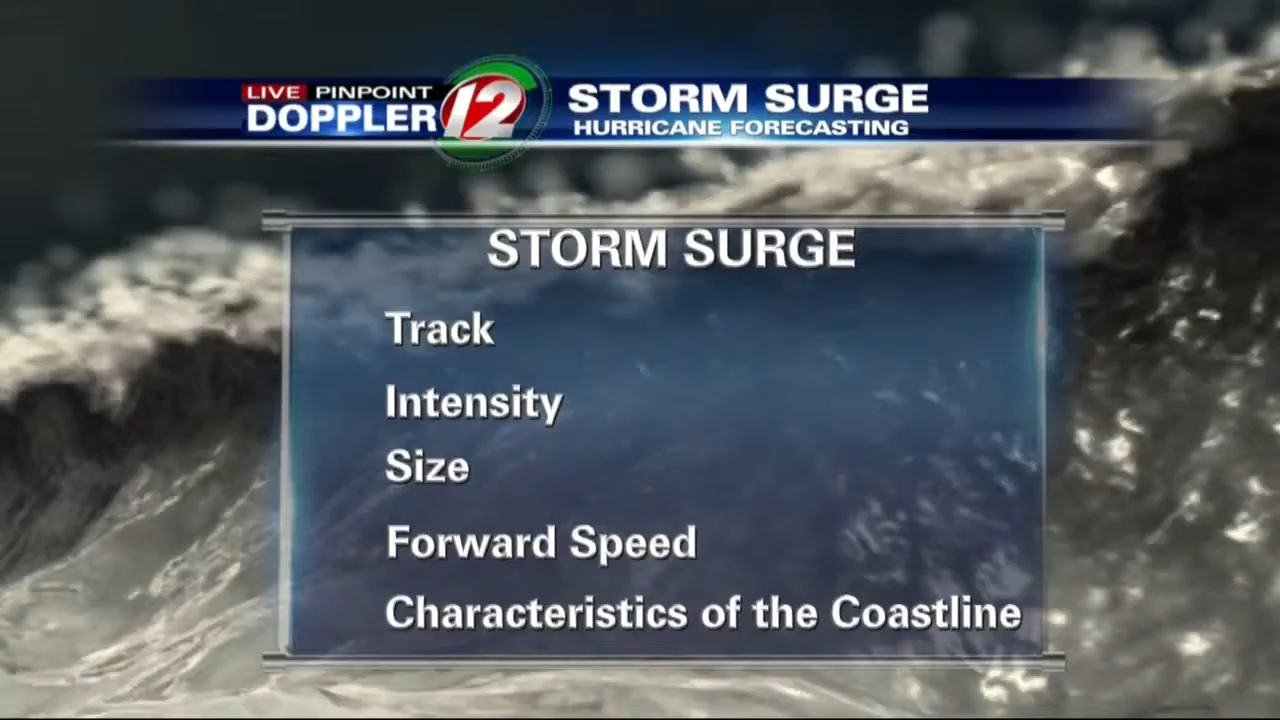 LIVE PINPOINT
DOPPLER 12
STORM SURGE
HURRICANE FORECASTING
STORM SURGE
Track
Intensity
Size
Forward Speed
Characteristics of the Coastline